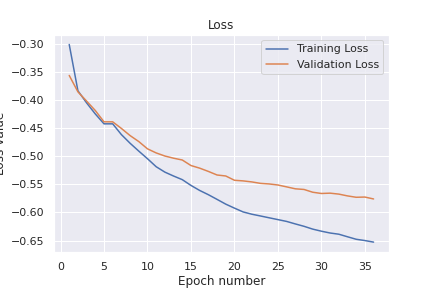 Loss
Training Loss
Validation Loss
−0.30
−0.35
−0.40
−0.45
−0.50
−0.55
−0.60
−0.65
Loss value
0 5 10 15 20 25 30 35
Epoch number